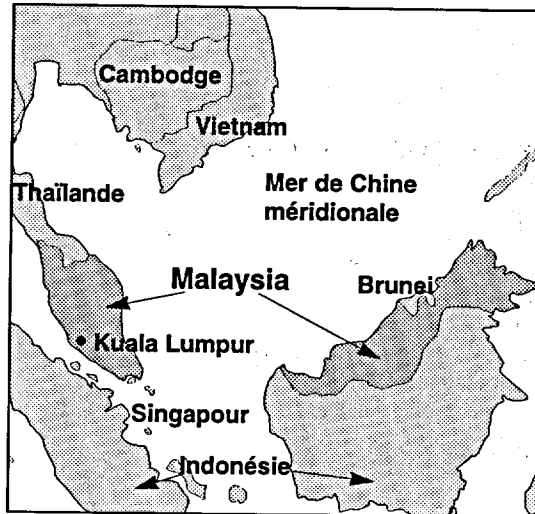 Cambodge
Vietnam
Thaïlande
Mer de Chine
méridionale
Malaysia
Brunei
Kuala Lumpur
Singapour
Indonésie